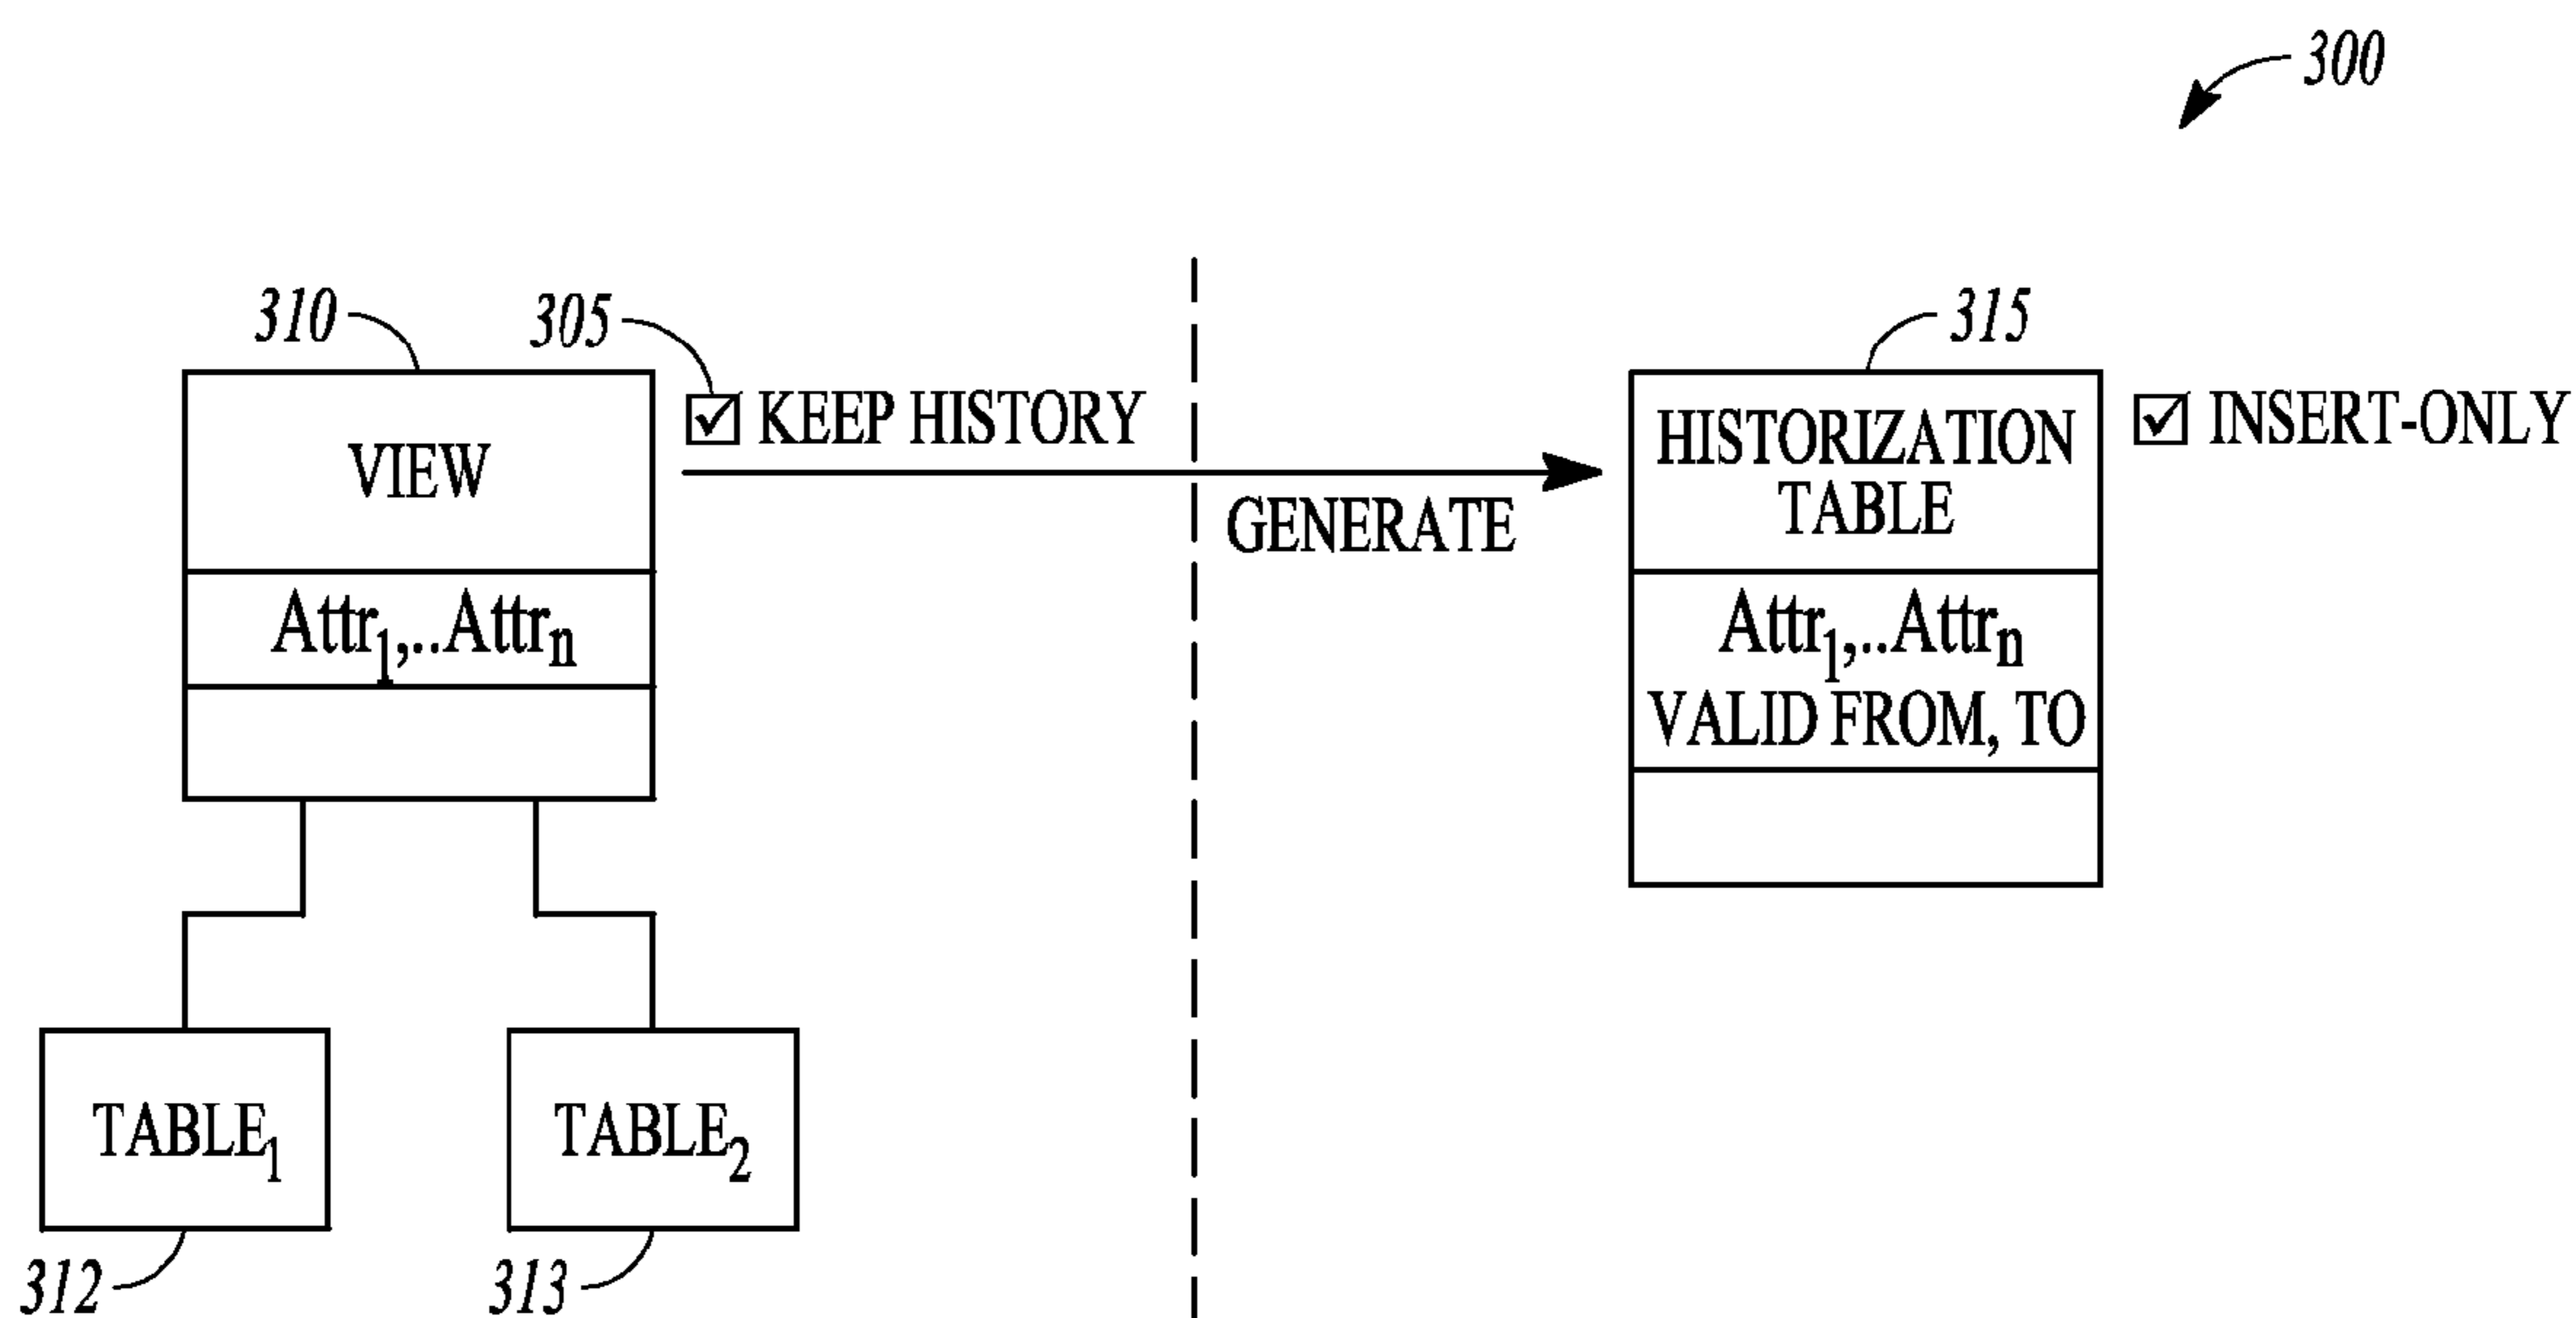 300
310
305
315
VIEW
☑ KEEP HISTORY
GENERATE
HISTORIZATION
TABLE
☑ INSERT-ONLY
Attr₁,..Attrₙ
Attr₁,..Attrₙ
VALID FROM, TO
TABLE₁
TABLE₂
312
313